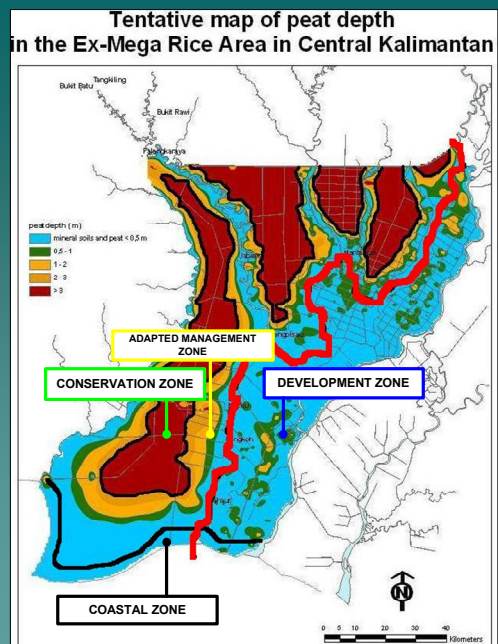 Tentative map of peat depth
in the Ex-Mega Rice Area in Central Kalimantan
Tangkiling
Bukit Batu
Bukit Rawi
Palangkaraya
peat depth (m)
mineral soils and peat < 0,5 m
0,5 - 1
1 - 2
2 - 3
> 3
ADAPTED MANAGEMENT
ZONE
CONSERVATION ZONE
DEVELOPMENT ZONE
COASTAL ZONE
N
0 5 10 20 30 40
Kilometers